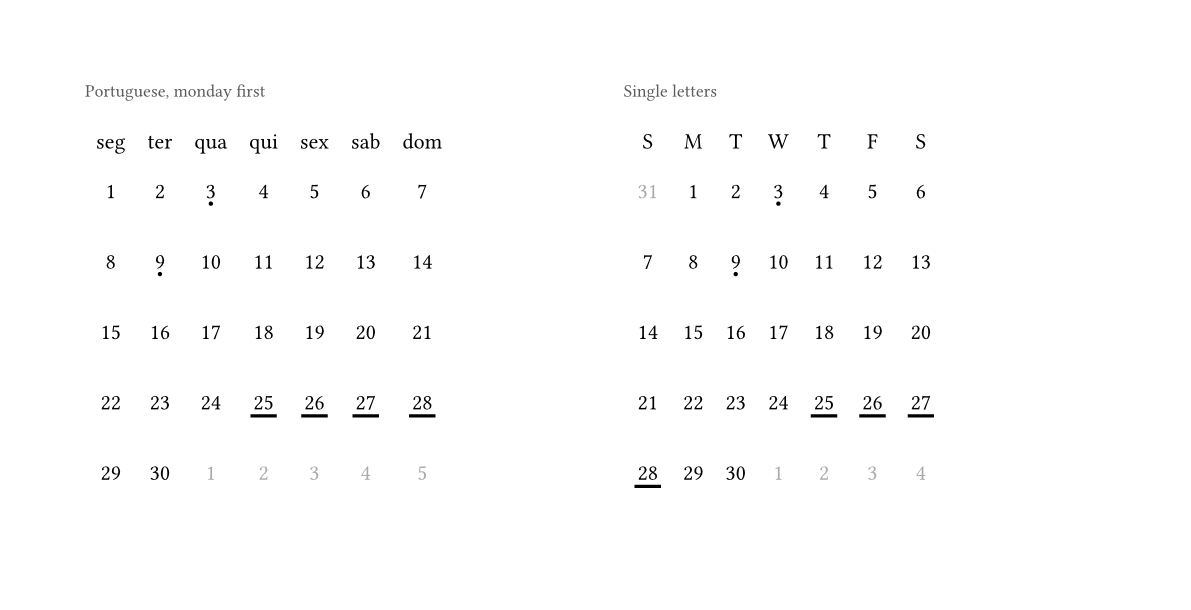 Portuguese, monday first
seg ter qua qui sex sab dom
1 2 3 4 5 6 7
8 9 10 11 12 13 14
15 16 17 18 19 20 21
22 23 24 25 26 27 28
29 30 1 2 3 4 5
Single letters
S M T W T F S
31 1 2 3 4 5 6
7 8 9 10 11 12 13
14 15 16 17 18 19 20
21 22 23 24 25 26 27
28 29 30 1 2 3 4